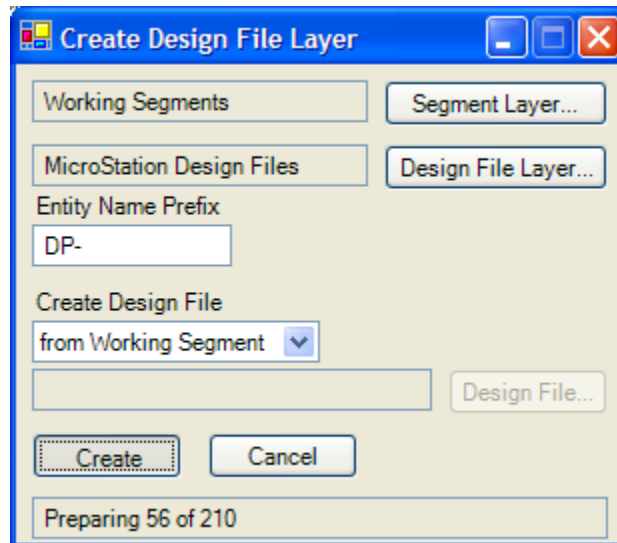 Create Design File Layer
Working Segments
Segment Layer...
MicroStation Design Files
Design File Layer...
Entity Name Prefix
DP-
Create Design File
from Working Segment
Design File...
Create
Cancel
Preparing 56 of 210